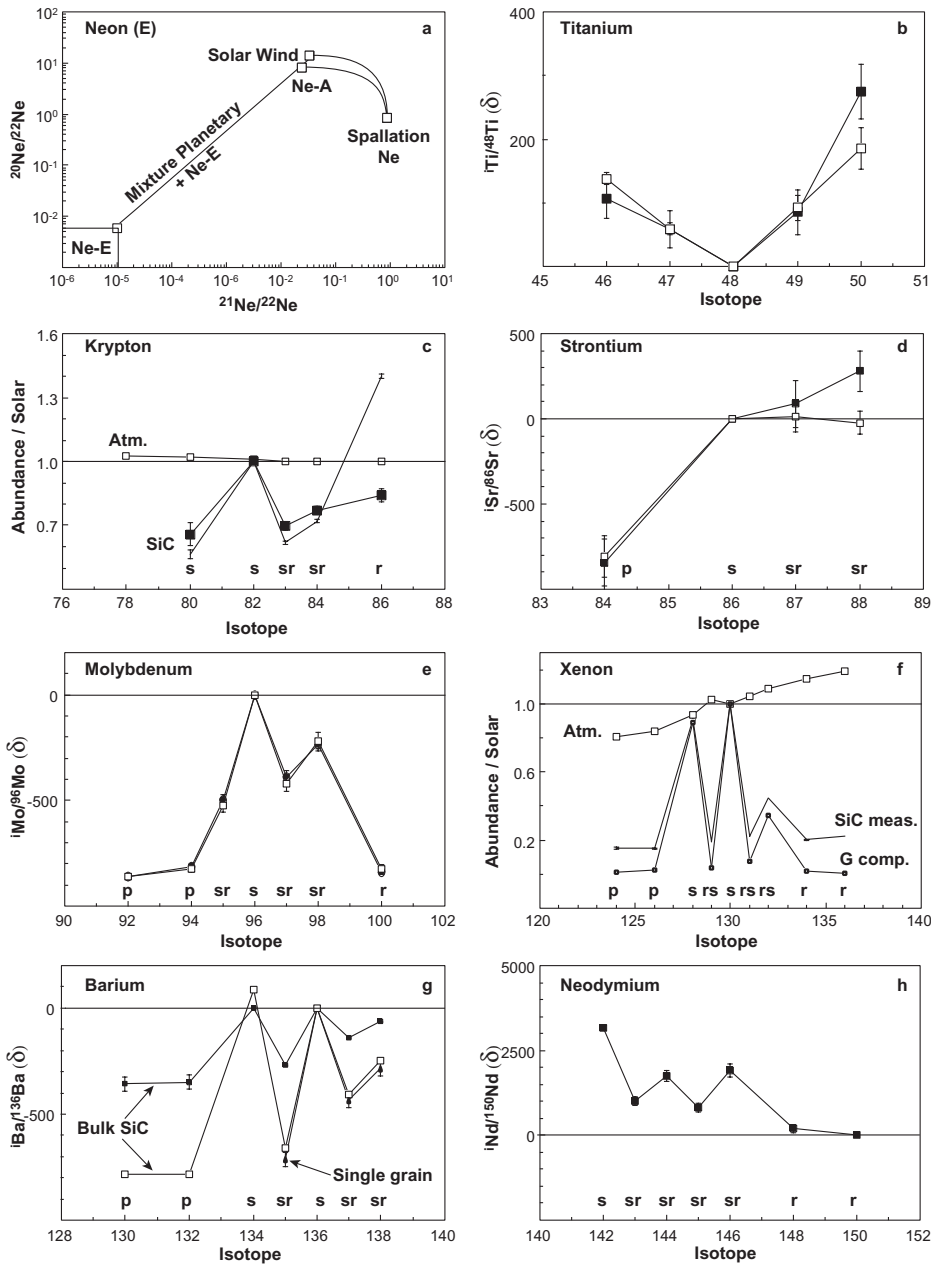 Neon (E)
a
10²
10¹
10⁰
10⁻¹
10⁻²
²⁰Ne/²²Ne
Solar Wind
Ne-A
Mixture Planetary
+ Ne-E
Spallation
Ne
Ne-E
10⁻⁶ 10⁻⁵ 10⁻⁴ 10⁻³ 10⁻² 10⁻¹ 10⁰ 10¹
²¹Ne/²²Ne
Titanium
b
400
200
ⁱTi/⁴⁸Ti (δ)
45 46 47 48 49 50 51
Isotope
Krypton
c
1.6
1.3
1.0
0.7
Abundance / Solar
Atm.
SiC
s s sr sr r
76 78 80 82 84 86 88
Isotope
Strontium
d
500
0
-500
ⁱSr/⁸⁶Sr (δ)
p s sr sr
83 84 85 86 87 88 89
Isotope
Molybdenum
e
0
-500
ⁱMo/⁹⁶Mo (δ)
p p sr s sr sr r
90 92 94 96 98 100 102
Isotope
Xenon
f
1.0
0.6
0.2
Abundance / Solar
Atm.
SiC meas.
G comp.
p p s rs s rs rs r r
120 124 128 132 136 140
Isotope
Barium
g
0
-500
ⁱBa/¹³⁶Ba (δ)
Bulk SiC
Single grain
p p s sr s sr sr
128 130 132 134 136 138 140
Isotope
Neodymium
h
5000
2500
0
ⁱNd/¹⁵⁰Nd (δ)
s sr sr sr sr r r
140 142 144 146 148 150 152
Isotope